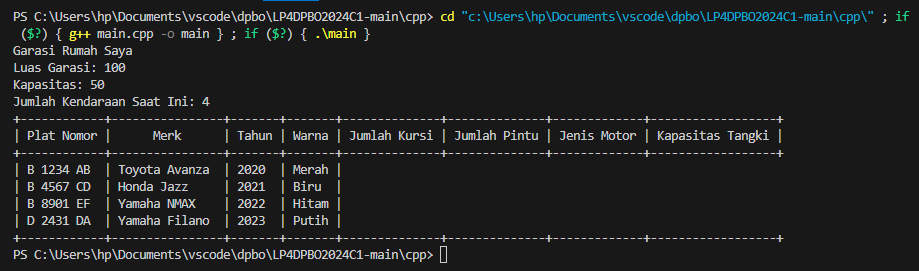 PS C:\Users\hp\Documents\vscode\dpbo\LP4DPBO2024C1-main\cpp> cd "c:\Users\hp\Documents\vscode\dpbo\LP4DPBO2024C1-main\cpp\" ; if
 ($?) { g++ main.cpp -o main } ; if ($?) { .\main }
Garasi Rumah Saya
Luas Garasi: 100
Kapasitas: 50
Jumlah Kendaraan Saat Ini: 4
+------------+----------------+-------+-------+--------------+--------------+-------------+------------------+
| Plat Nomor |      Merk      | Tahun | Warna | Jumlah Kursi | Jumlah Pintu | Jenis Motor | Kapasitas Tangki |
+------------+----------------+-------+-------+--------------+--------------+-------------+------------------+
| B 1234 AB  | Toyota Avanza  | 2020  | Merah |
| B 4567 CD  | Honda Jazz     | 2021  | Biru  |
| B 8901 EF  | Yamaha NMAX    | 2022  | Hitam |
| D 2431 DA  | Yamaha Filano  | 2023  | Putih |
+------------+----------------+-------+-------+--------------+--------------+-------------+------------------+
PS C:\Users\hp\Documents\vscode\dpbo\LP4DPBO2024C1-main\cpp>